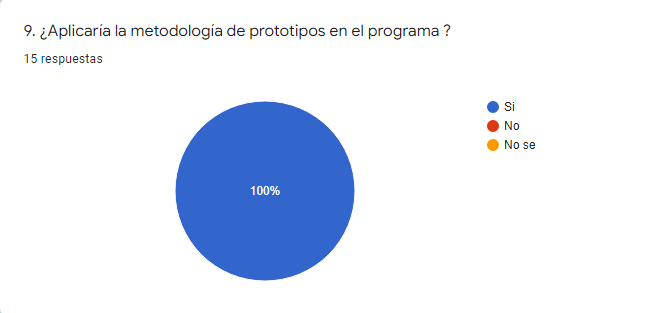 9. ¿Aplicaría la metodología de prototipos en el programa ?
15 respuestas
100%
Si
No
No se